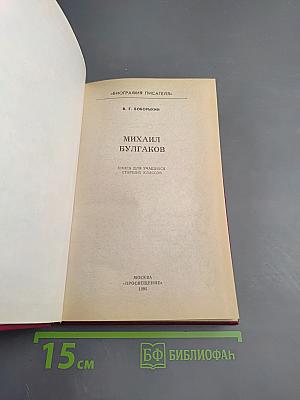 «БИОГРАФИЯ ПИСАТЕЛЯ»
В. Г. БОБОРЫКИН
МИХАИЛ
БУЛГАКОВ
КНИГА ДЛЯ УЧАЩИХСЯ
СТАРШИХ КЛАССОВ
МОСКВА
«ПРОСВЕЩЕНИЕ»
1991
15 см
БФ БИБЛИОФАН